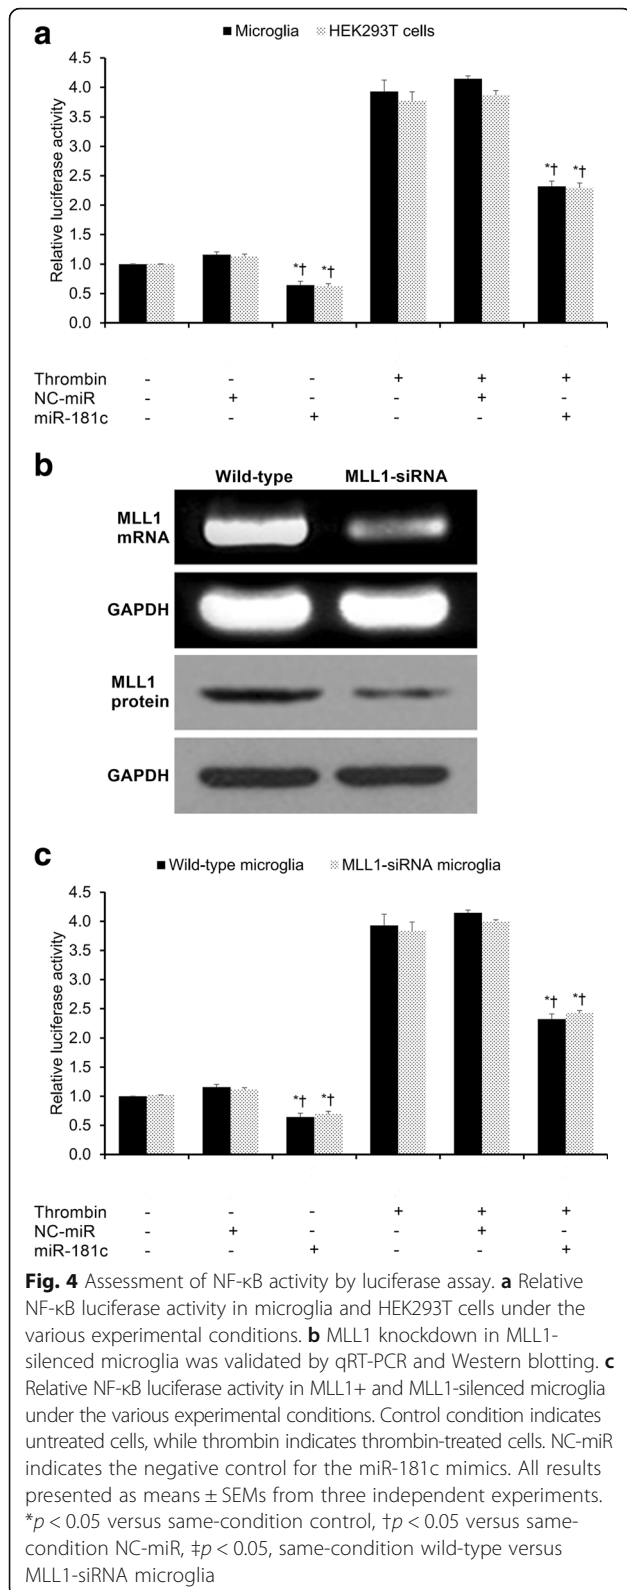 a
■ Microglia ▨ HEK293T cells
Relative luciferase activity
4.5
4.0
3.5
3.0
2.5
2.0
1.5
1.0
0.5
0.0
*† *† *† *†
Thrombin - - - + + +
NC-miR - + - - + -
miR-181c - - + - - +
b
Wild-type MLL1-siRNA
MLL1
mRNA
GAPDH
MLL1
protein
GAPDH
c
■ Wild-type microglia ▨ MLL1-siRNA microglia
Relative luciferase activity
4.5
4.0
3.5
3.0
2.5
2.0
1.5
1.0
0.5
0.0
*† *† *† *†
Thrombin - - - + + +
NC-miR - + - - + -
miR-181c - - + - - +
Fig. 4 Assessment of NF-κB activity by luciferase assay. a Relative
NF-κB luciferase activity in microglia and HEK293T cells under the
various experimental conditions. b MLL1 knockdown in MLL1-
silenced microglia was validated by qRT-PCR and Western blotting. c
Relative NF-κB luciferase activity in MLL1+ and MLL1-silenced microglia
under the various experimental conditions. Control condition indicates
untreated cells, while thrombin indicates thrombin-treated cells. NC-miR
indicates the negative control for the miR-181c mimics. All results
presented as means ± SEMs from three independent experiments.
*p < 0.05 versus same-condition control, †p < 0.05 versus same-
condition NC-miR, ‡p < 0.05, same-condition wild-type versus
MLL1-siRNA microglia